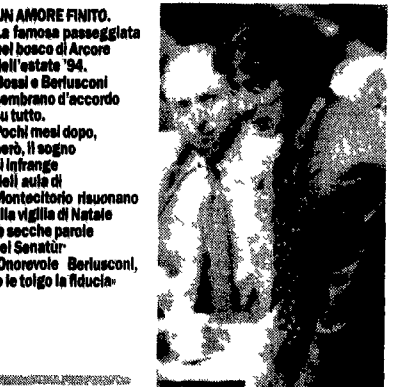 UN AMORE FINITO.
La famosa passeggiata
nel bosco di Arcore
dell'estate '94.
Bossi e Berlusconi
sembrano d'accordo
su tutto.
Pochi mesi dopo,
però, il sogno
si infrange
dell aula di
Montecitorio risuonano
alla vigilia di Natale
le secche parole
del Senatùr
Onorevole Berlusconi,
io le tolgo la fiducia»